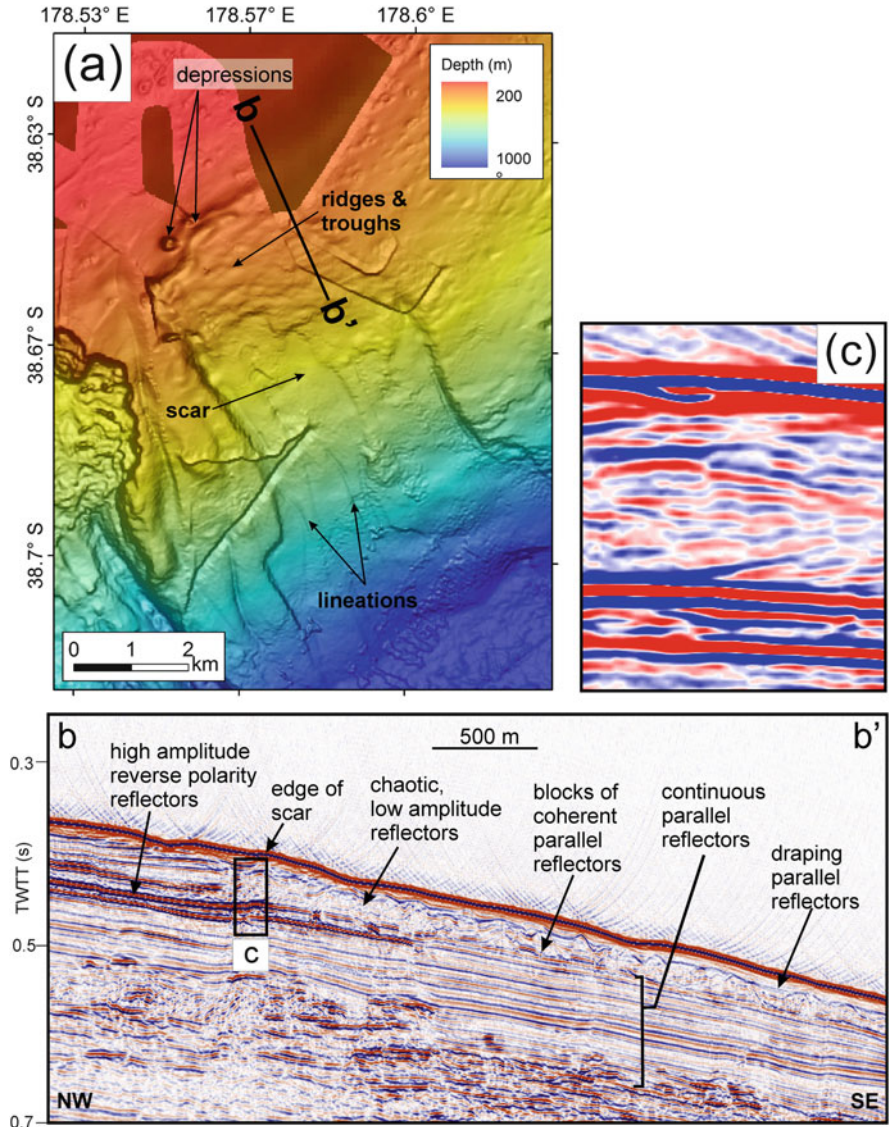 178.53° E 178.57° E 178.6° E
(a)
depressions
b
Depth (m)
200
1000
o
38.63° S
ridges &
troughs
b'
38.67° S
scar
38.7° S
lineations
0 1 2
km
(c)
b
b'
500 m
0.3
high amplitude
reverse polarity
reflectors
edge of
scar
chaotic,
low amplitude
reflectors
blocks of
coherent
parallel
reflectors
continuous
parallel
reflectors
draping
parallel
reflectors
TWTT (s)
0.5
c
NW
SE
0.7